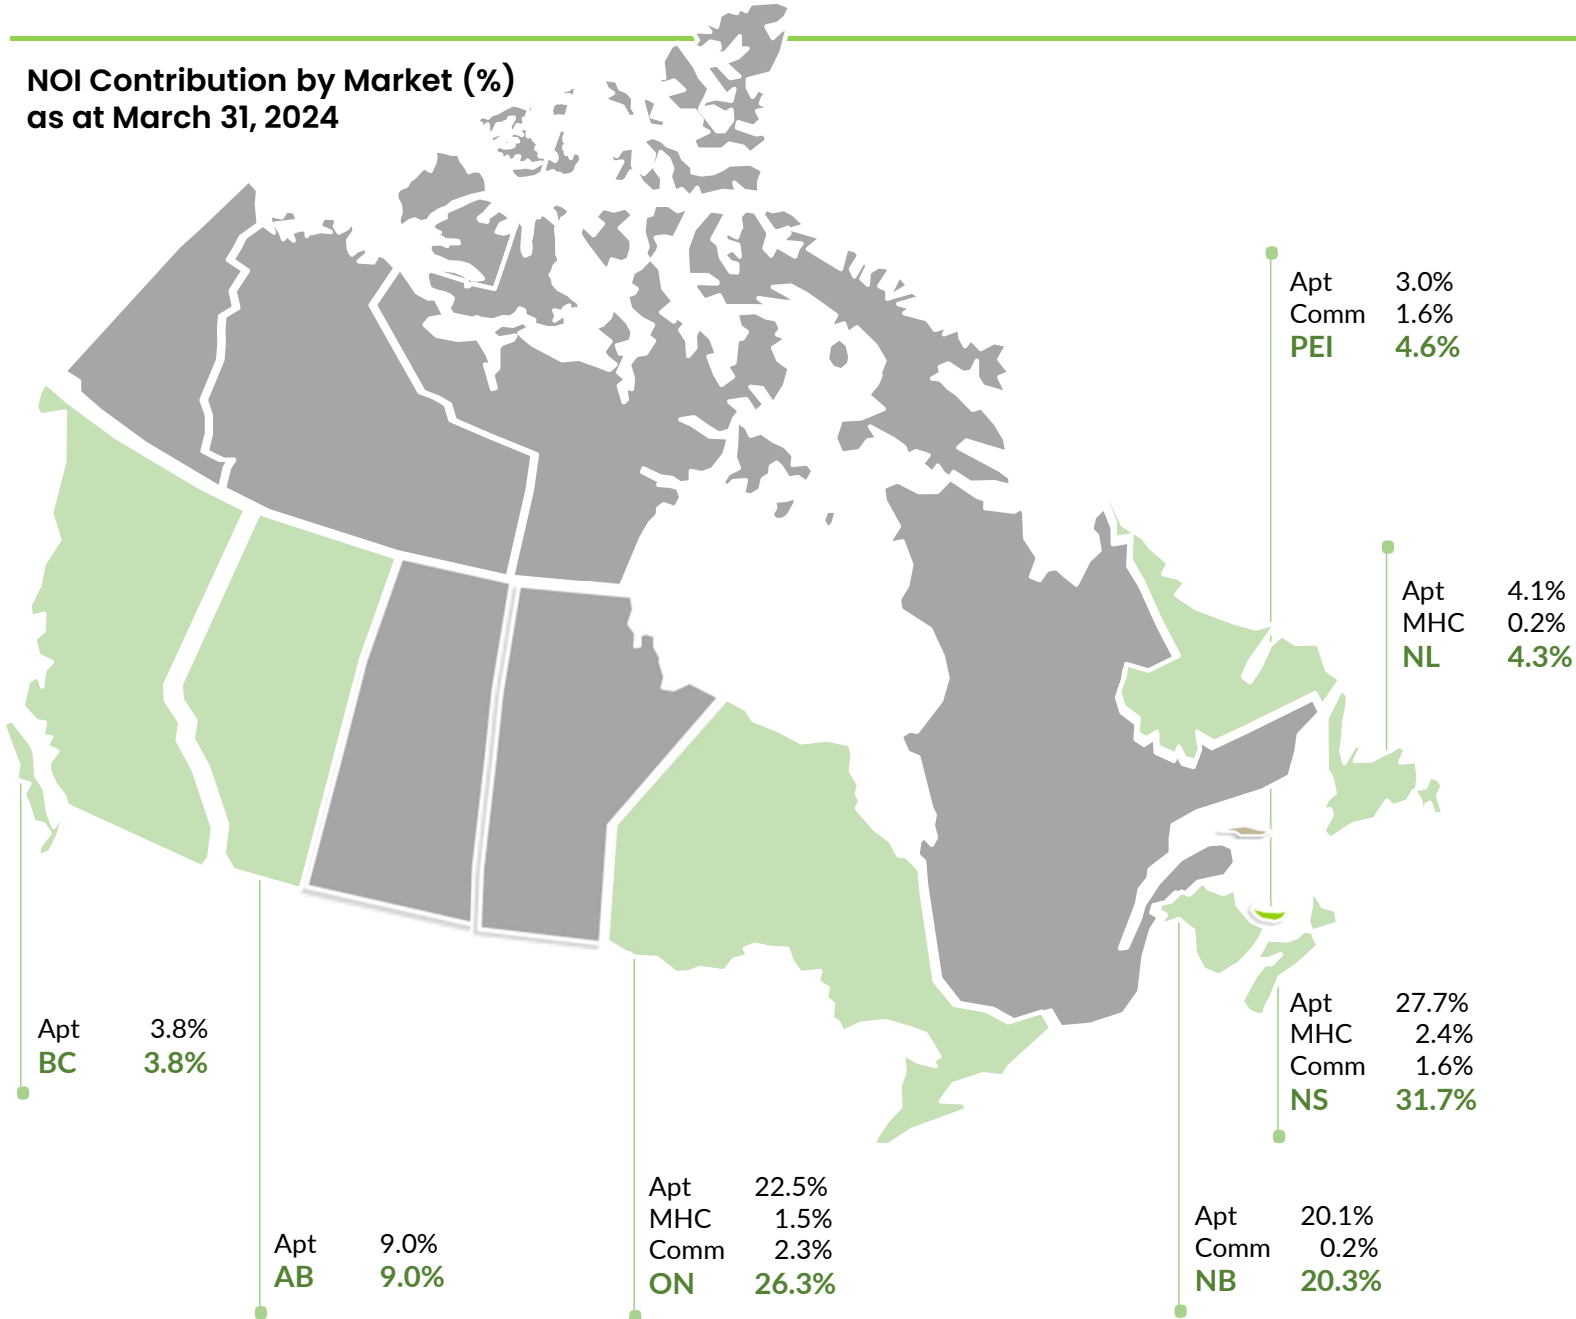 NOI Contribution by Market (%)
as at March 31, 2024
Apt 3.0%
Comm 1.6%
PEI 4.6%
Apt 4.1%
MHC 0.2%
NL 4.3%
Apt 3.8%
BC 3.8%
Apt 27.7%
MHC 2.4%
Comm 1.6%
NS 31.7%
Apt 9.0%
AB 9.0%
Apt 22.5%
MHC 1.5%
Comm 2.3%
ON 26.3%
Apt 20.1%
Comm 0.2%
NB 20.3%